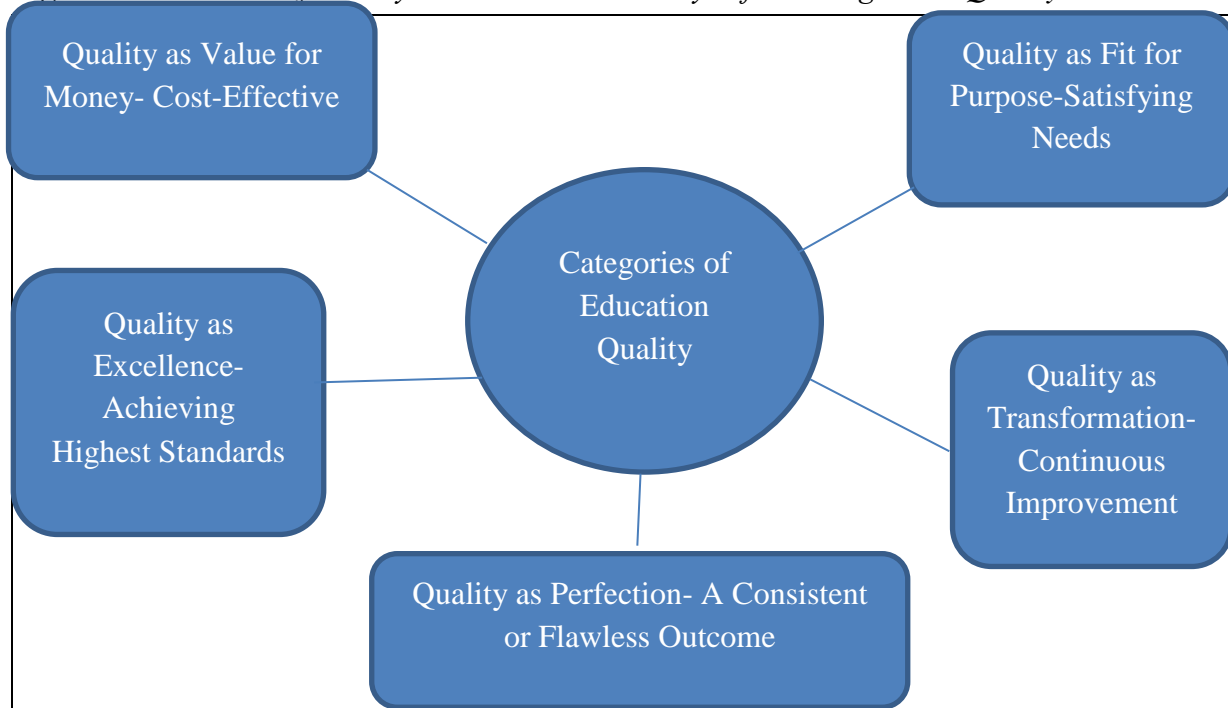 Quality as Value for
Money- Cost-Effective
Quality as Fit for
Purpose-Satisfying
Needs
Categories of
Education
Quality
Quality as
Excellence-
Achieving
Highest Standards
Quality as
Transformation-
Continuous
Improvement
Quality as Perfection- A Consistent
or Flawless Outcome